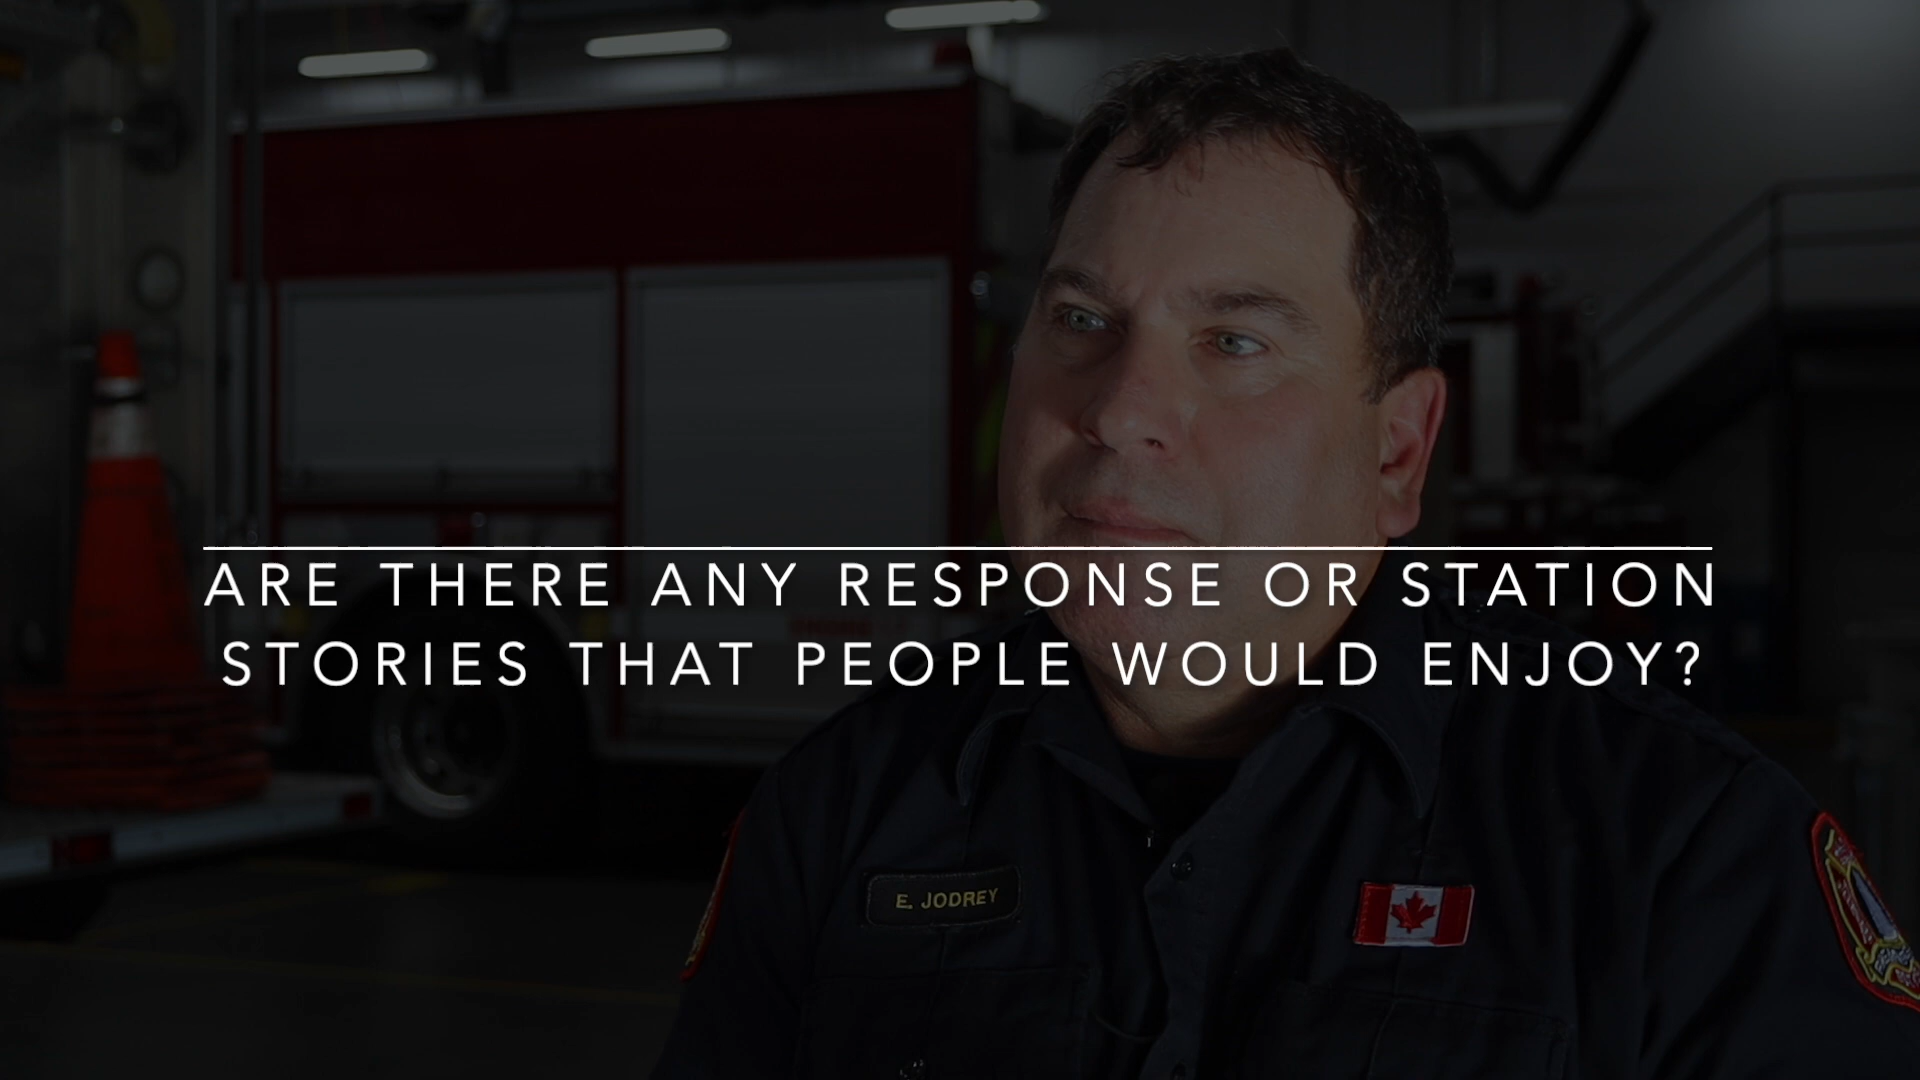 ARE THERE ANY RESPONSE OR STATION
STORIES THAT PEOPLE WOULD ENJOY?
E. JODREY